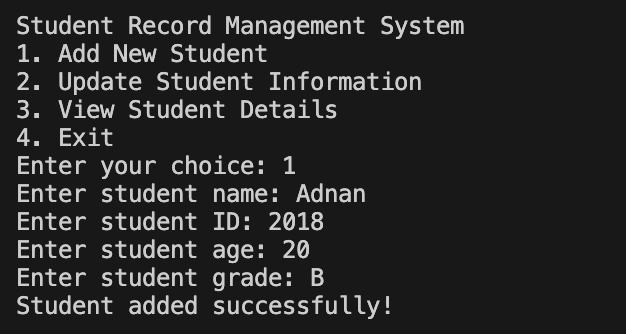 Student Record Management System
1. Add New Student
2. Update Student Information
3. View Student Details
4. Exit
Enter your choice: 1
Enter student name: Adnan
Enter student ID: 2018
Enter student age: 20
Enter student grade: B
Student added successfully!